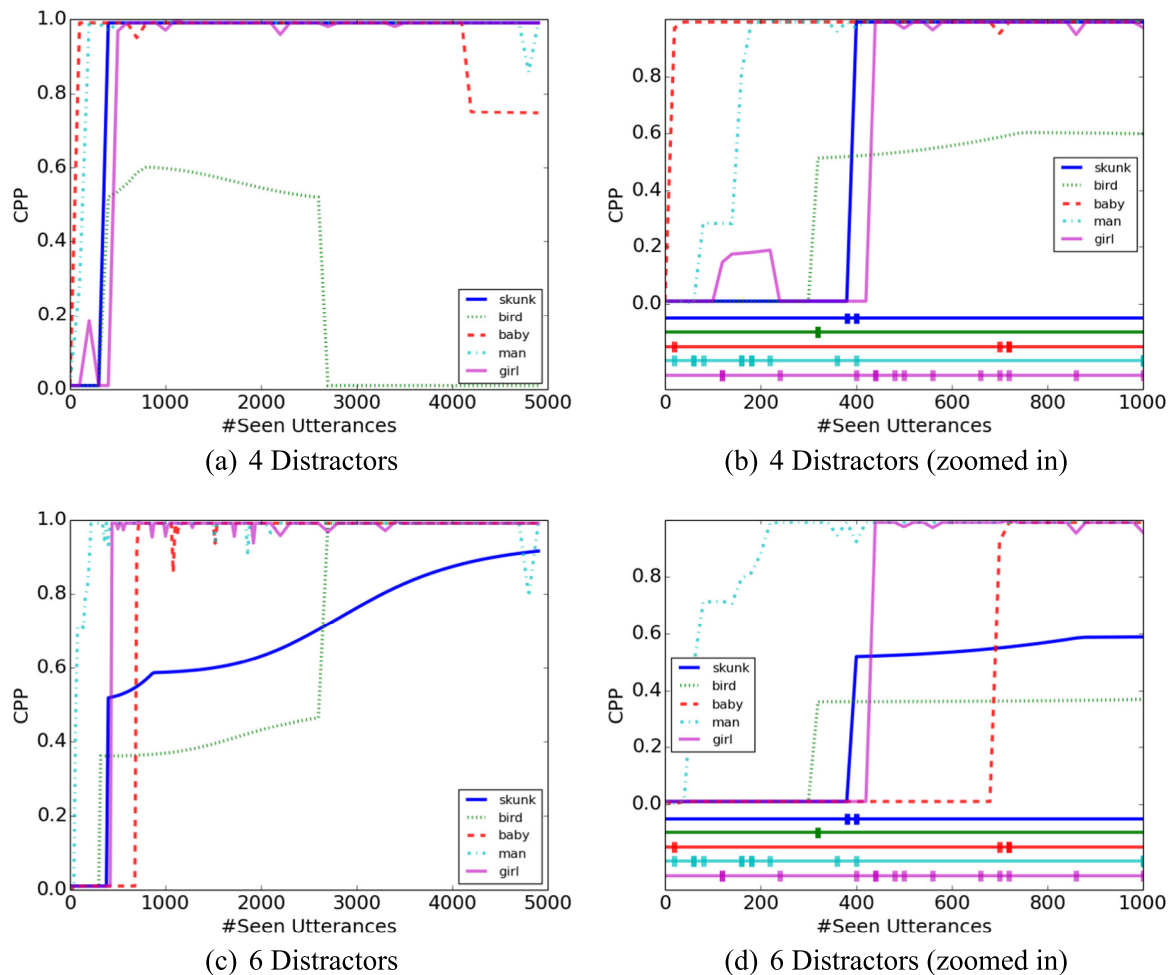 1.0
0.8
0.6
0.4
0.2
0.0
CPP
skunk
bird
baby
man
girl
0 1000 2000 3000 4000 5000
#Seen Utterances
(a) 4 Distractors
0.8
0.6
0.4
0.2
0.0
CPP
skunk
bird
baby
man
girl
0 200 400 600 800 1000
#Seen Utterances
(b) 4 Distractors (zoomed in)
1.0
0.8
0.6
0.4
0.2
0.0
CPP
skunk
bird
baby
man
girl
0 1000 2000 3000 4000 5000
#Seen Utterances
(c) 6 Distractors
0.8
0.6
0.4
0.2
0.0
CPP
skunk
bird
baby
man
girl
0 200 400 600 800 1000
#Seen Utterances
(d) 6 Distractors (zoomed in)